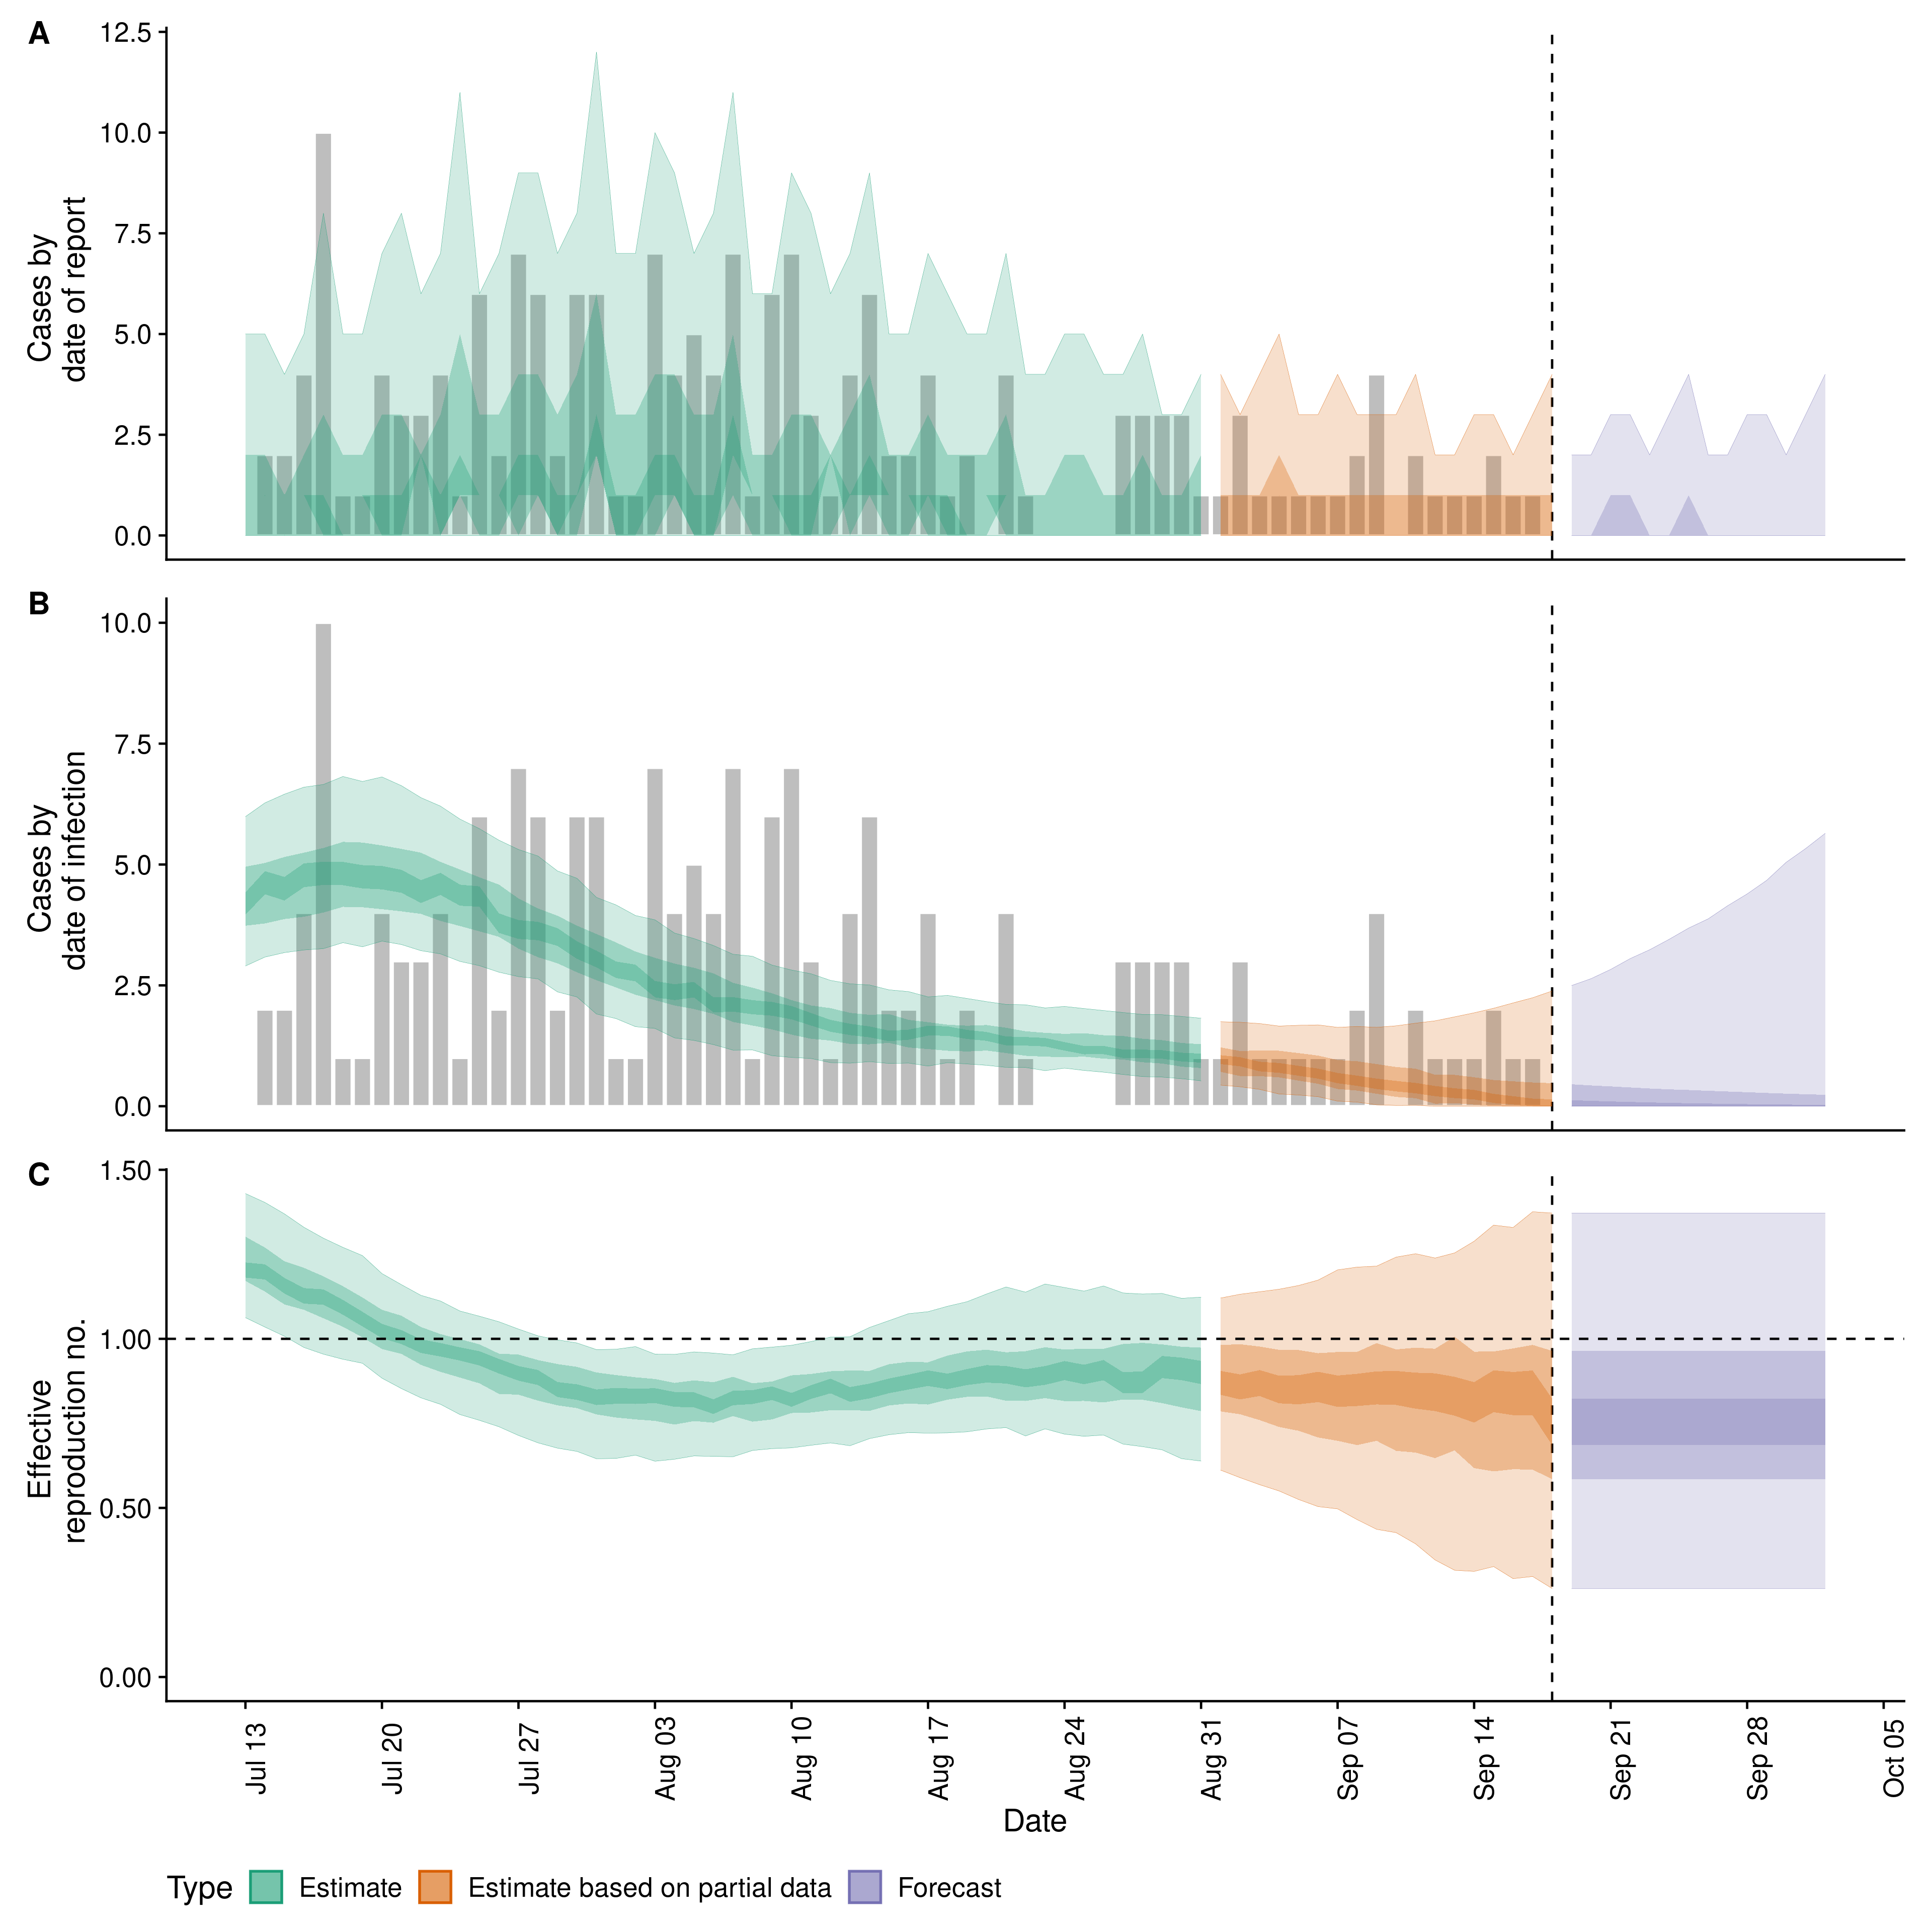 A
Cases by
date of report
12.5
10.0
7.5
5.0
2.5
0.0
B
Cases by
date of infection
10.0
7.5
5.0
2.5
0.0
C
Effective
reproduction no.
1.50
1.00
0.50
0.00
Jul 13
Jul 20
Jul 27
Aug 03
Aug 10
Aug 17
Aug 24
Aug 31
Sep 07
Sep 14
Sep 21
Sep 28
Oct 05
Date
Type Estimate Estimate based on partial data Forecast